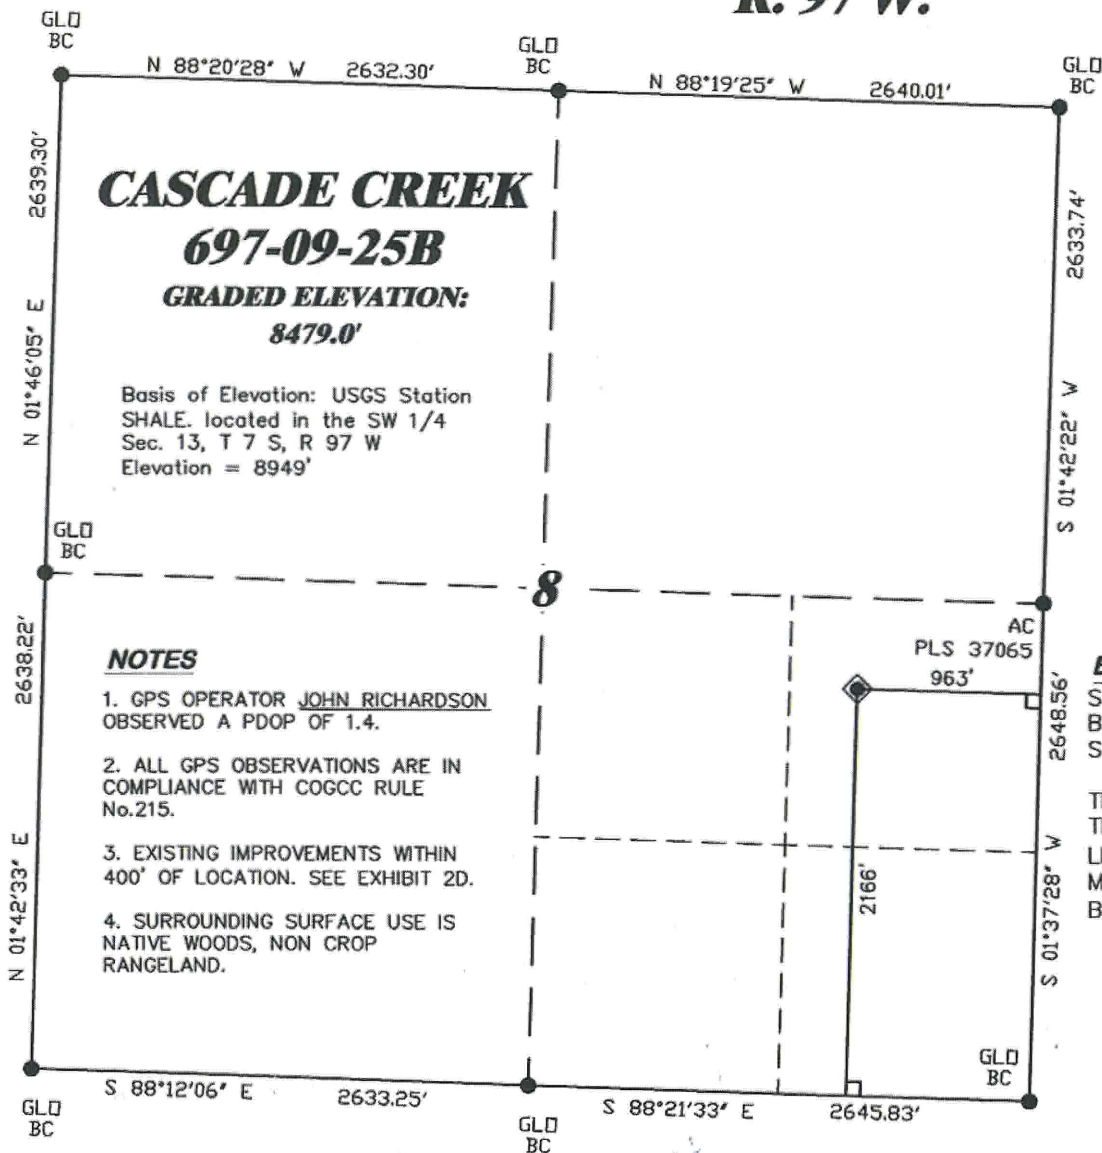 R. 97 W.
GLO
BC
GLO
BC
GLO
BC
N 88°20'28" W 2632.30'
N 88°19'25" W 2640.01'
2639.30'
N 01°46'05" E
CASCADE CREEK
697-09-25B
GRADED ELEVATION:
8479.0'
Basis of Elevation: USGS Station
SHALE. located in the SW 1/4
Sec. 13, T 7 S, R 97 W
Elevation = 8949'
2633.74'
S 01°42'22" W
GLO
BC
8
AC
PLS 37065
963'
2638.22'
N 01°42'33" E
NOTES
1. GPS OPERATOR JOHN RICHARDSON
OBSERVED A PDOP OF 1.4.
2. ALL GPS OBSERVATIONS ARE IN
COMPLIANCE WITH COGCC RULE
No.215.
3. EXISTING IMPROVEMENTS WITHIN
400' OF LOCATION. SEE EXHIBIT 2D.
4. SURROUNDING SURFACE USE IS
NATIVE WOODS, NON CROP
RANGELAND.
2166'
2648.56'
S 01°37'28" W
B
S
B
S
T
T
L
M
B
GLO
BC
S 88°12'06" E 2633.25'
S 88°21'33" E 2645.83'
GLO
BC
GLO
BC